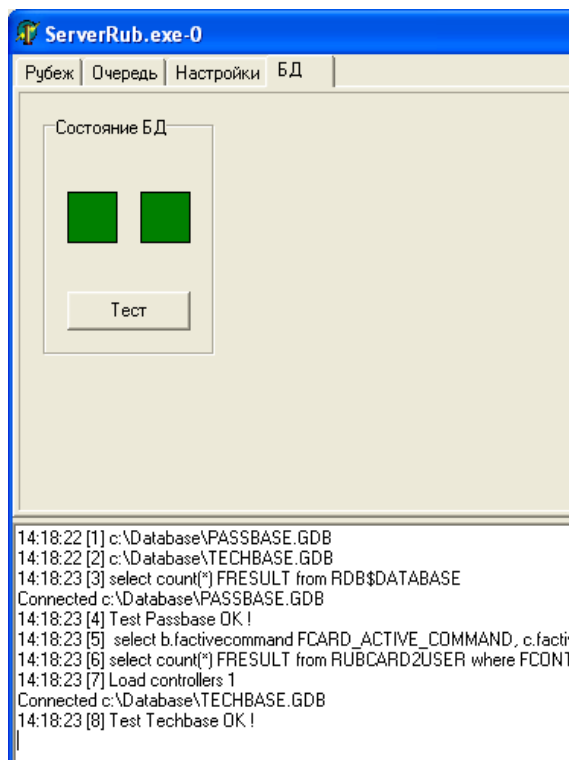 ServerRub.exe-0
Рубеж Очередь Настройки БД
Состояние БД
Тест
14:18:22 [1] c:\Database\PASSBASE.GDB
14:18:22 [2] c:\Database\TECHBASE.GDB
14:18:23 [3] select count(*) FRESULT from RDB$DATABASE
Connected c:\Database\PASSBASE.GDB
14:18:23 [4] Test Passbase OK !
14:18:23 [5]  select b.factivecommand FCARD_ACTIVE_COMMAND, c.facti
14:18:23 [6] select count(*) FRESULT from RUBCARD2USER where FCONT
14:18:23 [7] Load controllers 1
Connected c:\Database\TECHBASE.GDB
14:18:23 [8] Test Techbase OK !